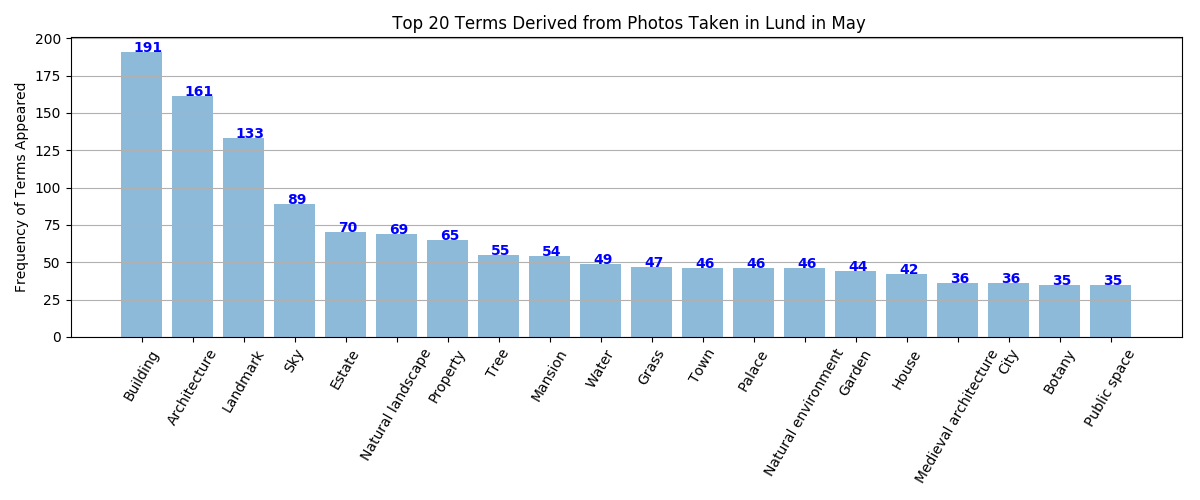 Top 20 Terms Derived from Photos Taken in Lund in May
Frequency of Terms Appeared
200
175
150
125
100
75
50
25
0
191
161
133
89
70
69
65
55
54
49
47
46
46
46
44
42
36
36
35
35
Building
Architecture
Landmark
Sky
Estate
Natural landscape
Property
Tree
Mansion
Water
Grass
Town
Palace
Natural environment
Garden
House
Medieval architecture
City
Botany
Public space